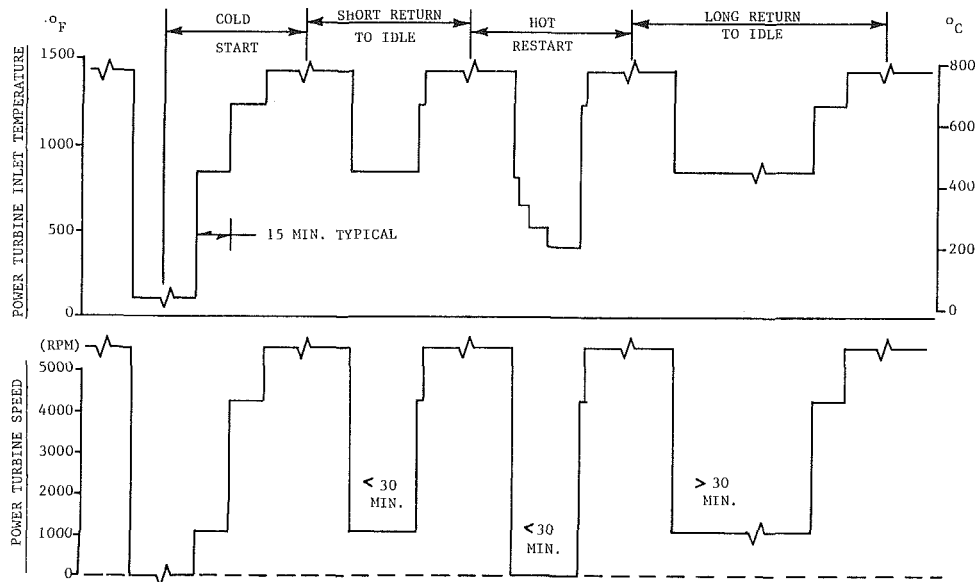 °F
COLD
START
SHORT RETURN
TO IDLE
HOT
RESTART
LONG RETURN
TO IDLE
°C
POWER TURBINE INLET TEMPERATURE
1500
1000
500
0
800
600
400
200
0
15 MIN. TYPICAL
POWER TURBINE SPEED
(RPM)
5000
4000
3000
2000
1000
0
< 30
MIN.
<30
MIN.
> 30
MIN.